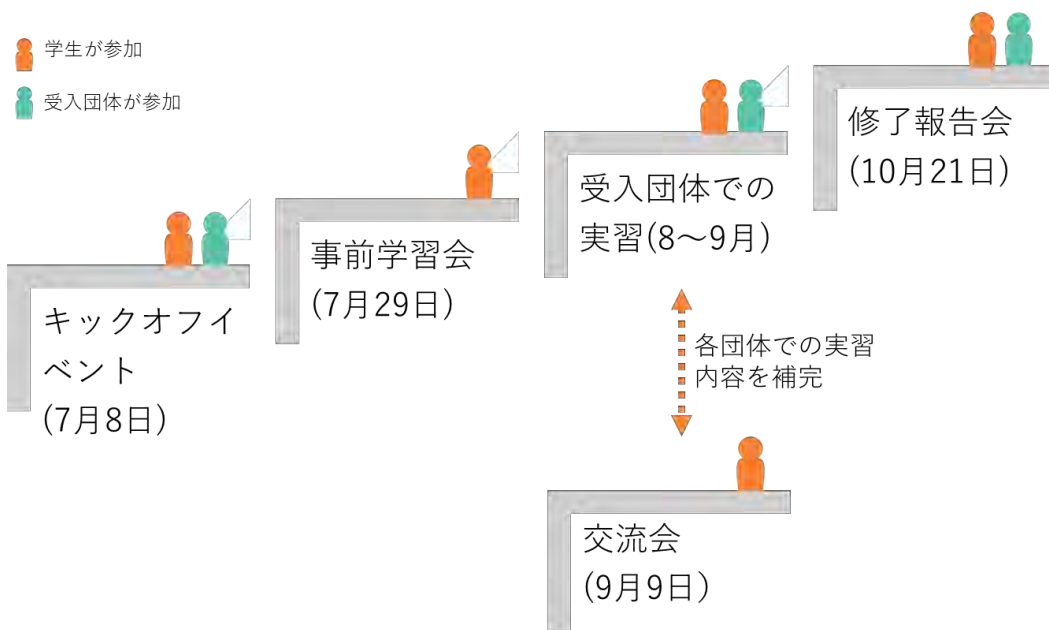 学生が参加
受入団体が参加
キックオフイ
ベント
(7月8日)
事前学習会
(7月29日)
受入団体での
実習(8～9月)
修了報告会
(10月21日)
各団体での実習
内容を補完
交流会
(9月9日)